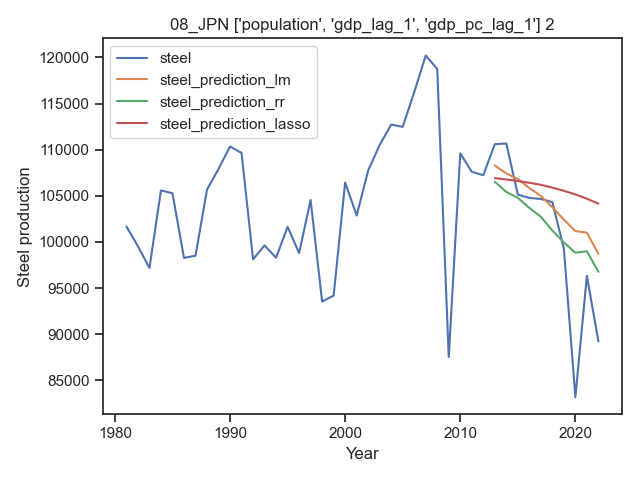 08_JPN ['population', 'gdp_lag_1', 'gdp_pc_lag_1'] 2
steel
steel_prediction_lm
steel_prediction_rr
steel_prediction_lasso
Steel production
120000
115000
110000
105000
100000
95000
90000
85000
1980
1990
2000
2010
2020
Year